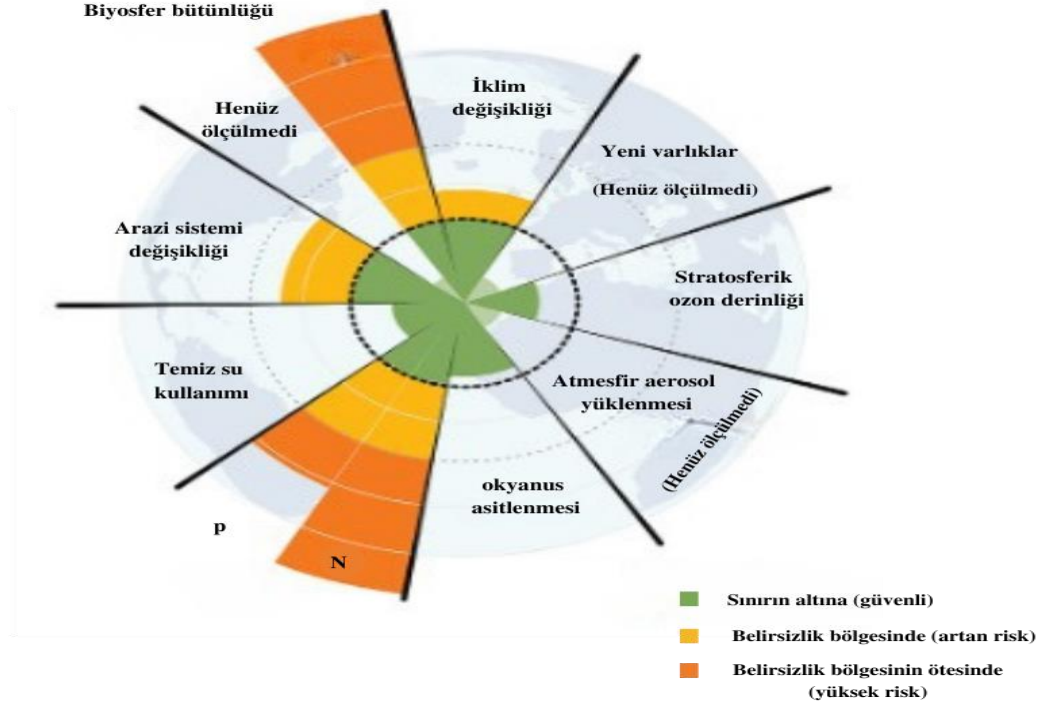 Biyosfer bütünlüğü
Henüz
ölçülmedi
İklim
değişikliği
Yeni varlıklar
(Henüz ölçülmedi)
Arazi sistemi
değişikliği
Stratosferik
ozon derinliği
Temiz su
kullanımı
Atmesfir aerosol
yüklenmesi
(Henüz ölçülmedi)
okyanus
asitlenmesi
p
N
Sınırın altına (güvenli)
Belirsizlik bölgesinde (artan risk)
Belirsizlik bölgesinin ötesinde
(yüksek risk)